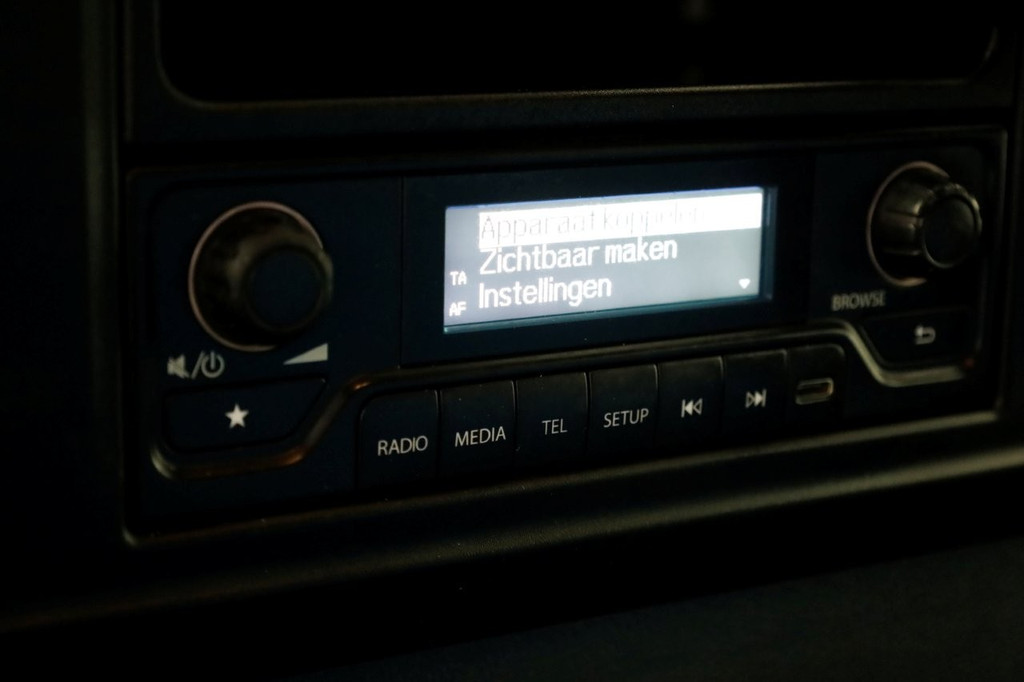 Apparaat koppelen
Zichtbaar maken
TA
Instellingen
AF
BROWSE
RADIO
MEDIA
TEL
SETUP